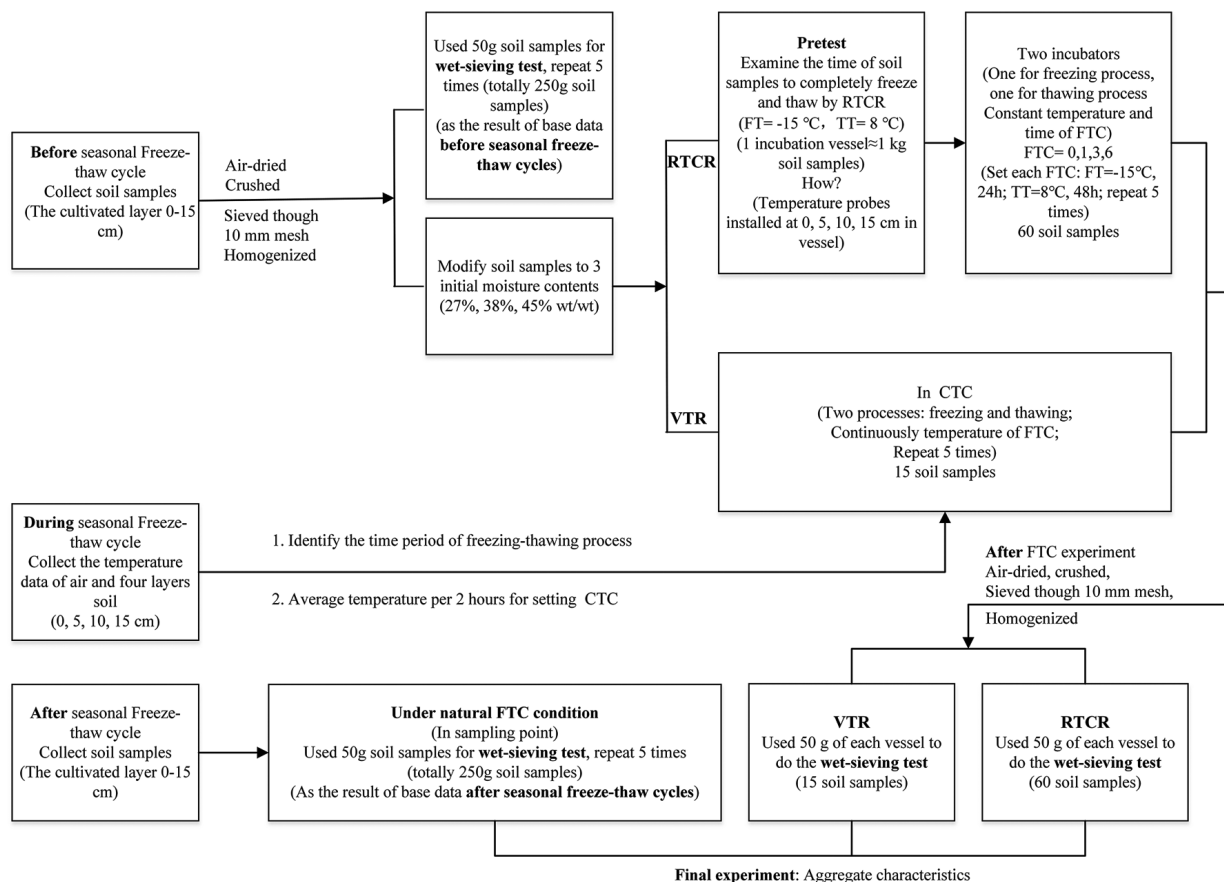 Before seasonal Freeze-
thaw cycle
Collect soil samples
(The cultivated layer 0-15
cm)
Air-dried
Crushed
Sieved though
10 mm mesh
Homogenized
Used 50g soil samples for
wet-sieving test, repeat 5
times (totally 250g soil
samples)
(as the result of base data
before seasonal freeze-
thaw cycles)
Modify soil samples to 3
initial moisture contents
(27%, 38%, 45% wt/wt)
RTCR
Pretest
Examine the time of soil
samples to completely freeze
and thaw by RTCR
(FT= -15 ℃, TT= 8 ℃)
(1 incubation vessel≈1 kg
soil samples)
How?
(Temperature probes
installed at 0, 5, 10, 15 cm in
vessel)
Two incubators
(One for freezing process,
one for thawing process
Constant temperature and
time of FTC)
FTC= 0,1,3,6
(Set each FTC: FT=-15℃,
24h; TT=8℃, 48h; repeat 5
times)
60 soil samples
VTR
In CTC
(Two processes: freezing and thawing;
Continuously temperature of FTC;
Repeat 5 times)
15 soil samples
During seasonal Freeze-
thaw cycle
Collect the temperature
data of air and four layers
soil
(0, 5, 10, 15 cm)
1. Identify the time period of freezing-thawing process
2. Average temperature per 2 hours for setting CTC
After FTC experiment
Air-dried, crushed,
Sieved though 10 mm mesh,
Homogenized
After seasonal Freeze-
thaw cycle
Collect soil samples
(The cultivated layer 0-15
cm)
Under natural FTC condition
(In sampling point)
Used 50g soil samples for wet-sieving test, repeat 5 times
(totally 250g soil samples)
(As the result of base data after seasonal freeze-thaw cycles)
VTR
Used 50 g of each vessel to
do the wet-sieving test
(15 soil samples)
RTCR
Used 50 g of each vessel to
do the wet-sieving test
(60 soil samples)
Final experiment: Aggregate characteristics